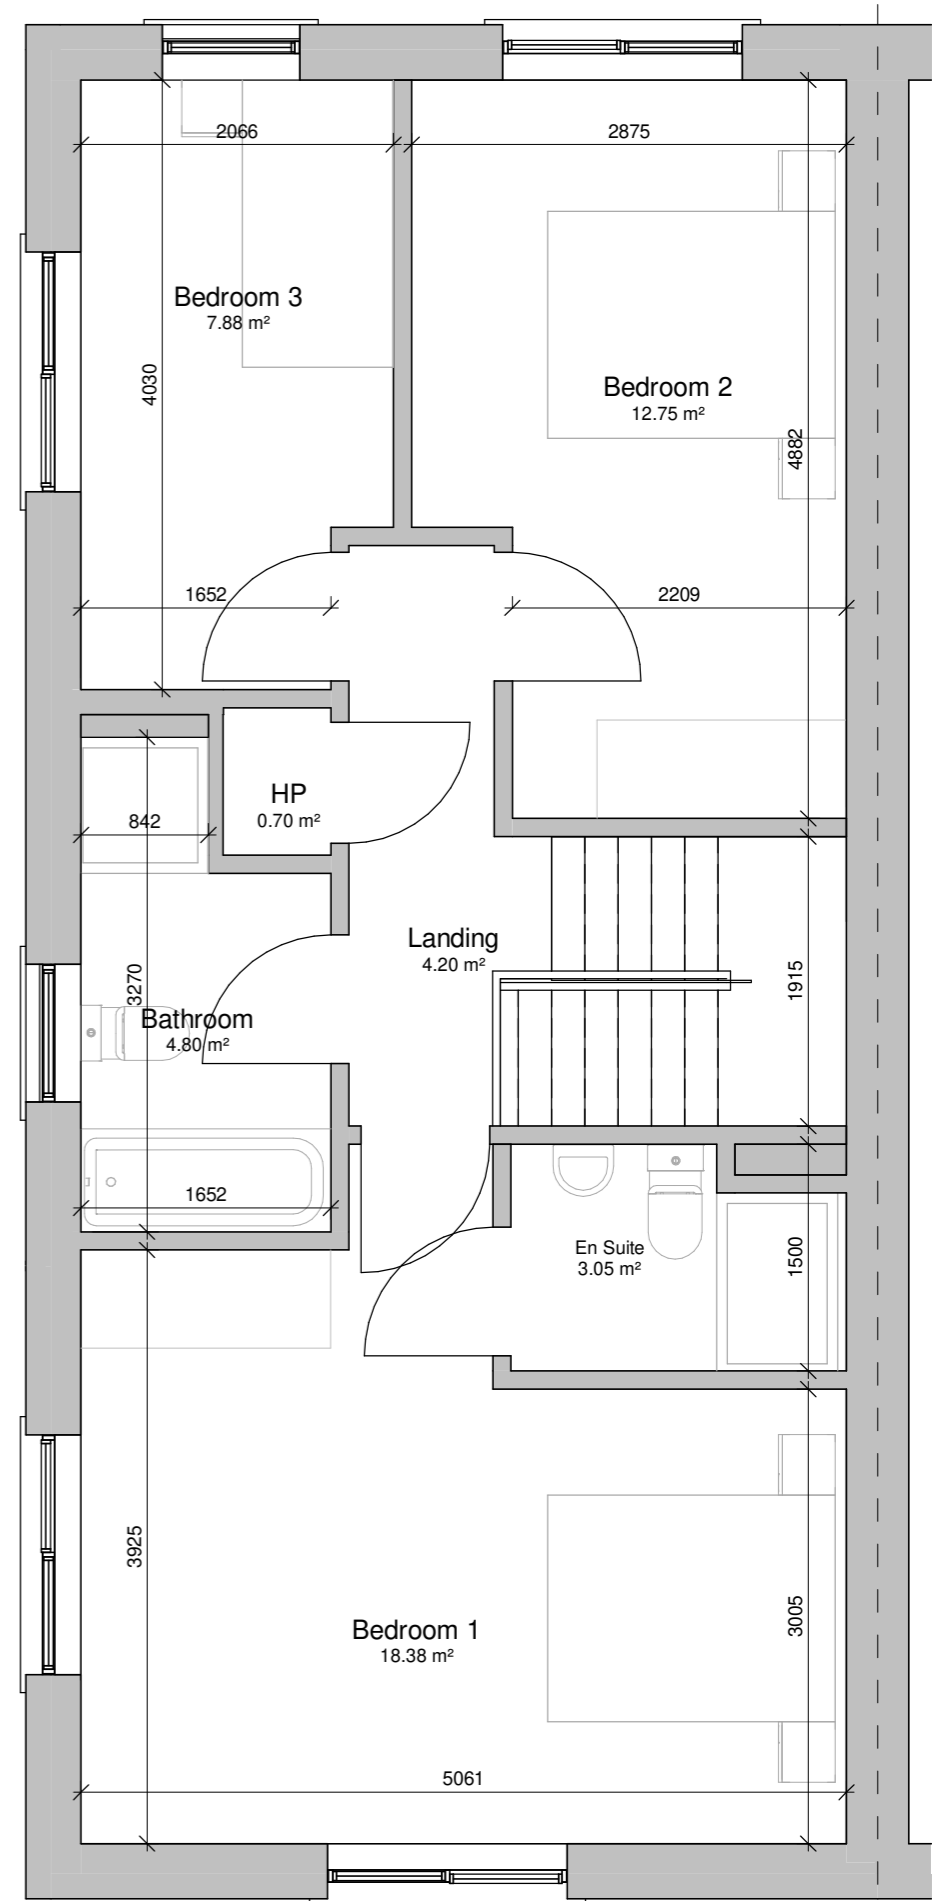 2066
2875
Bedroom 3
7.88 m²
4030
Bedroom 2
12.75 m²
4882
1652
2209
HP
0.70 m²
842
Landing
4.20 m²
3270
1915
Bathroom
4.80 m²
1652
En Suite
3.05 m²
1500
3925
Bedroom 1
18.38 m²
3005
5061